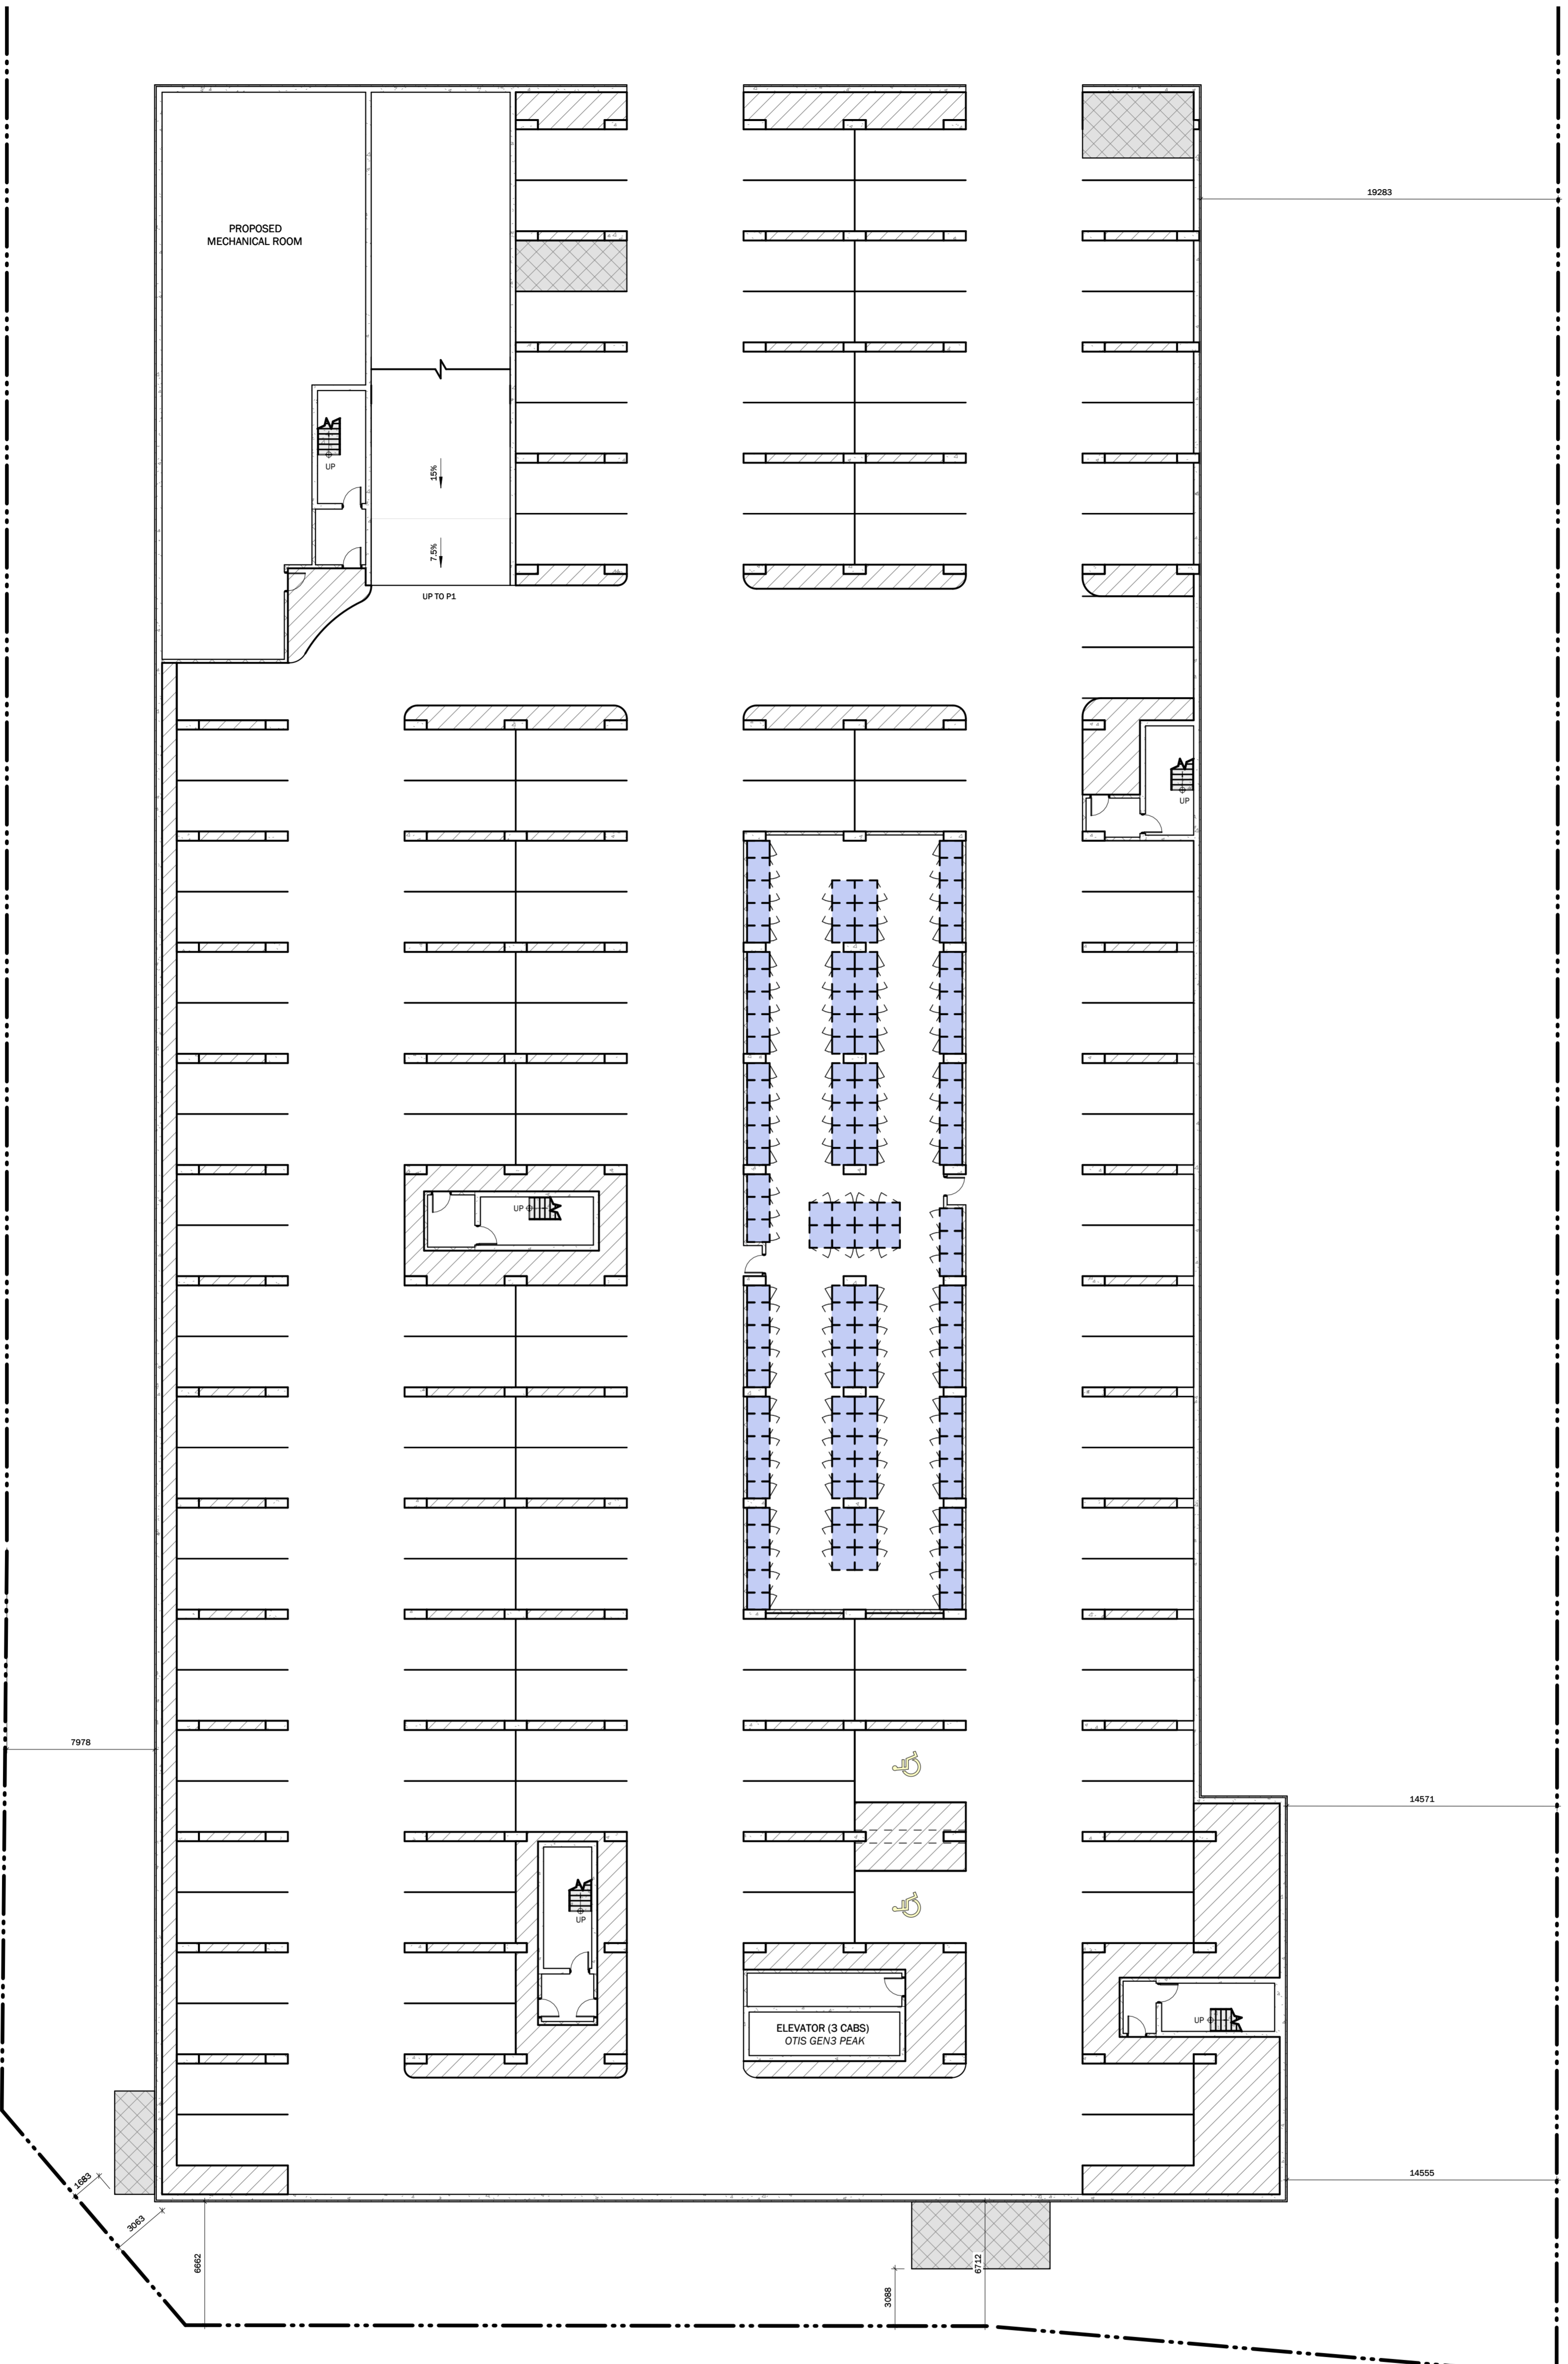 19283
PROPOSED
MECHANICAL ROOM
UP
15%
7.5%
UP TO P1
UP
UP
7978
14571
UP
ELEVATOR (3 CABS)
OTIS GEN3 PEAK
UP
1683
14555
3063
6662
6712
3088